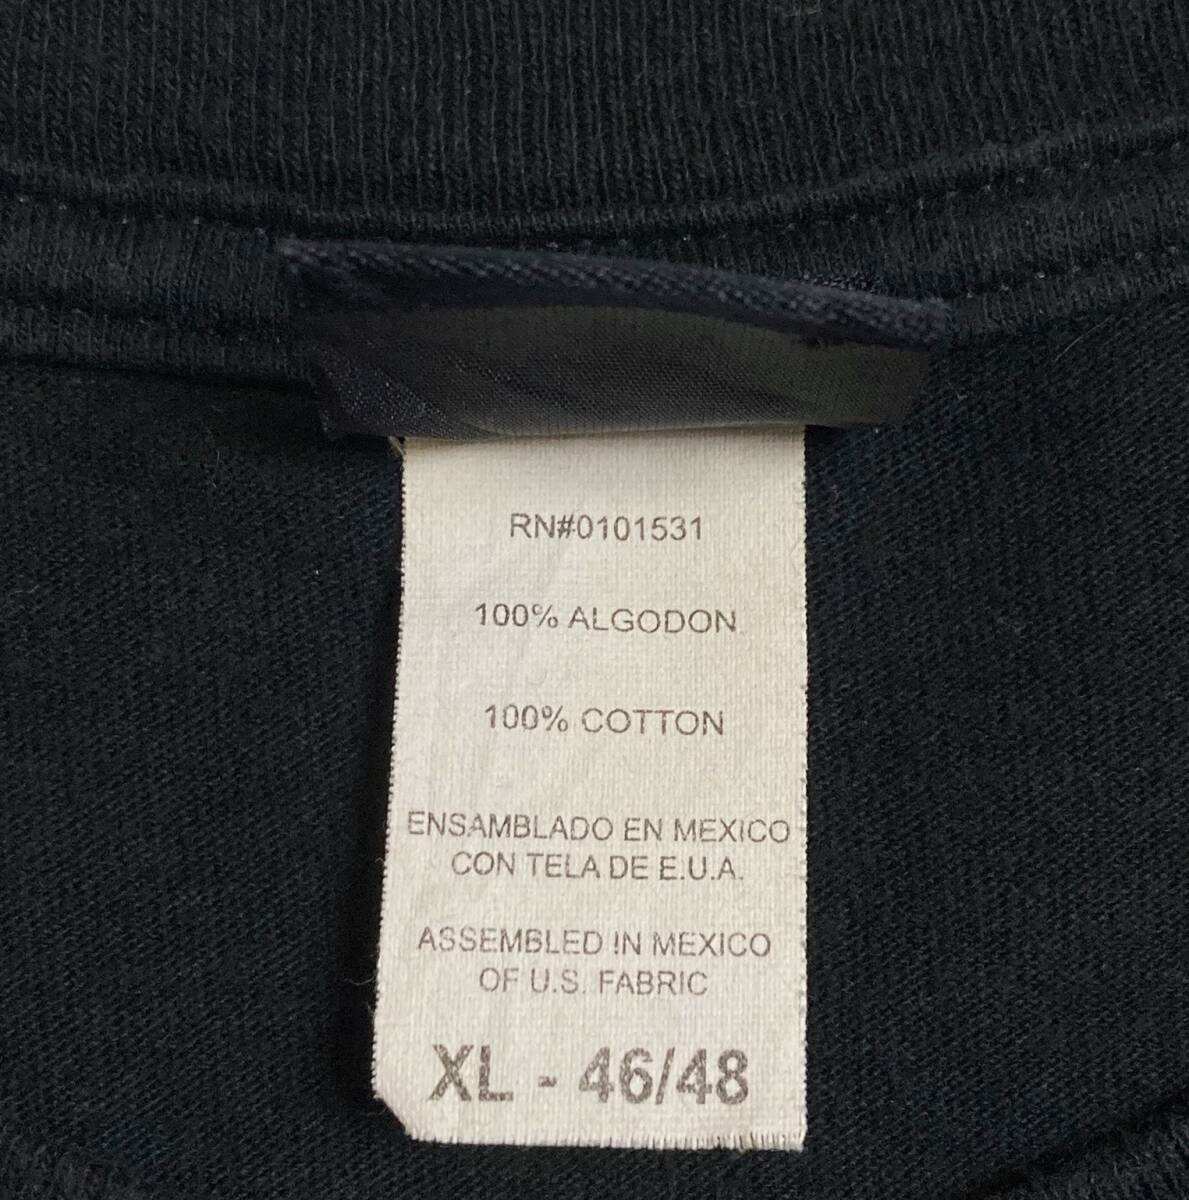 RN#0101531
100% ALGODON
100% COTTON
ENSAMBLADO EN MEXICO
CON TELA DE E.U.A.
ASSEMBLED IN MEXICO
OF U.S. FABRIC
XL - 46/48